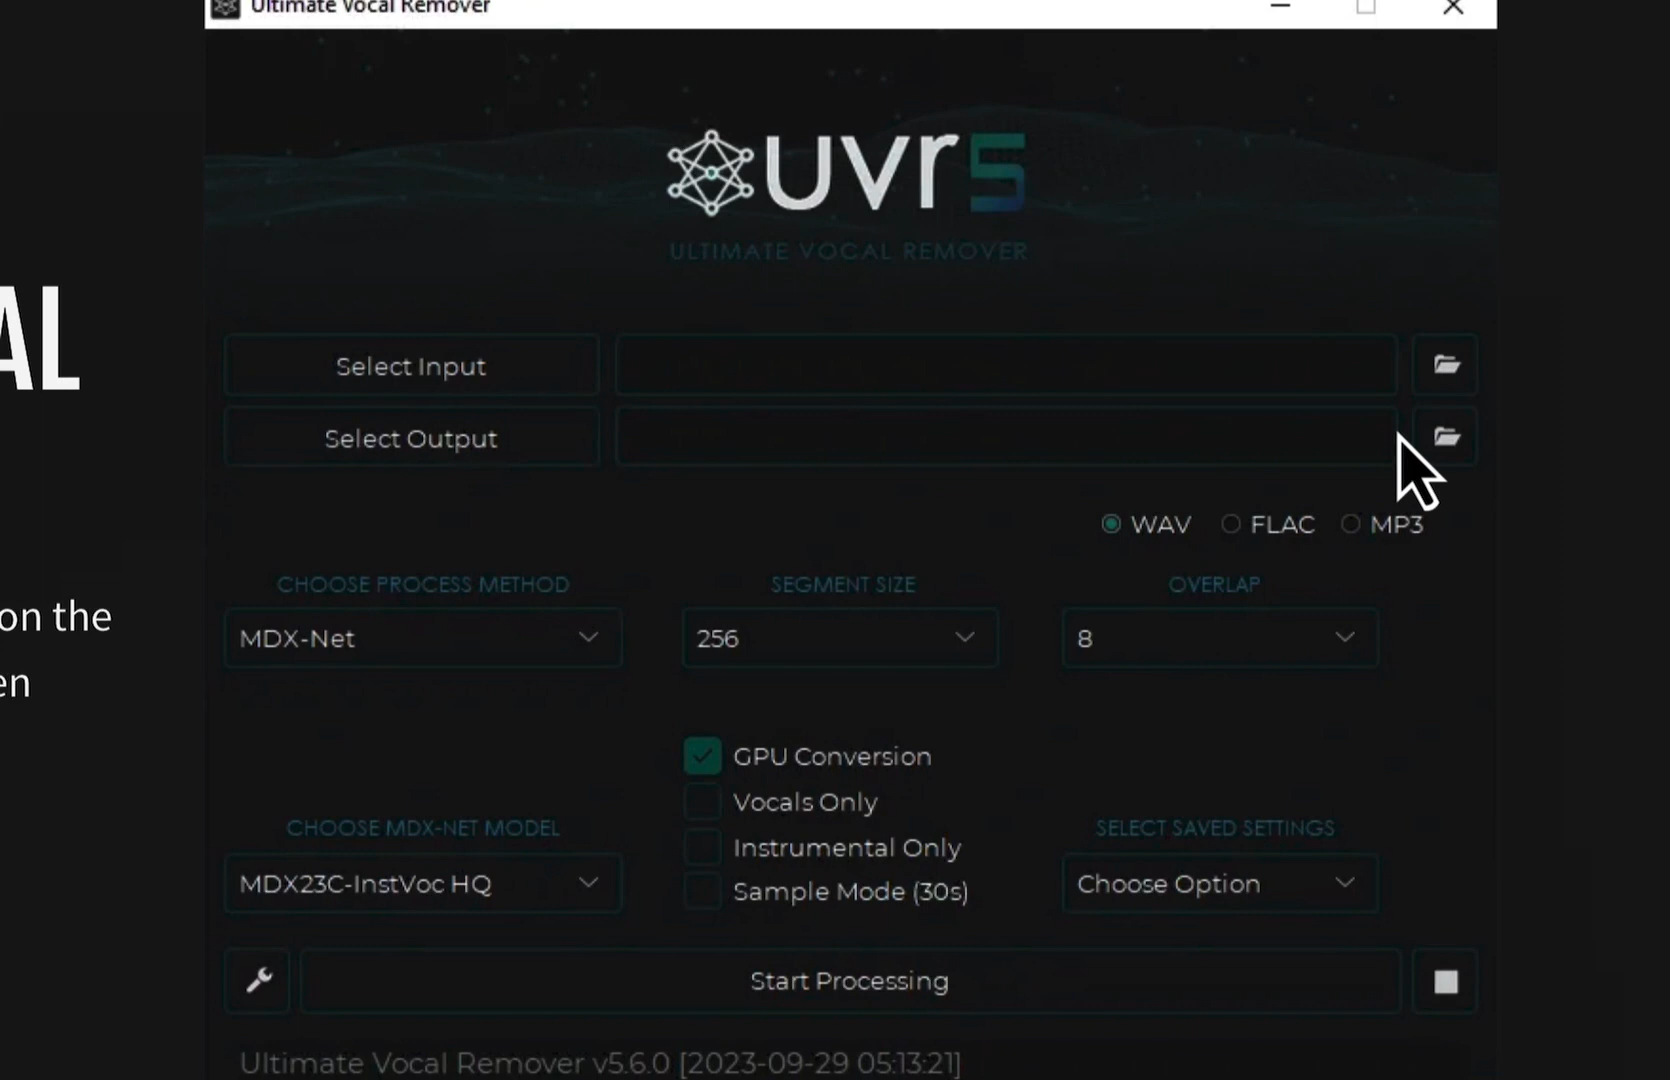 Ultimate Vocal Remover
uvr5
ULTIMATE VOCAL REMOVER
AL
on the
en
Select Input
Select Output
WAV FLAC MP3
CHOOSE PROCESS METHOD SEGMENT SIZE OVERLAP
MDX-Net 256 8
GPU Conversion
Vocals Only
Instrumental Only
Sample Mode (30s)
CHOOSE MDX-NET MODEL SELECT SAVED SETTINGS
MDX23C-InstVoc HQ Choose Option
Start Processing
Ultimate Vocal Remover v5.6.0 [2023-09-29 05:13:21]